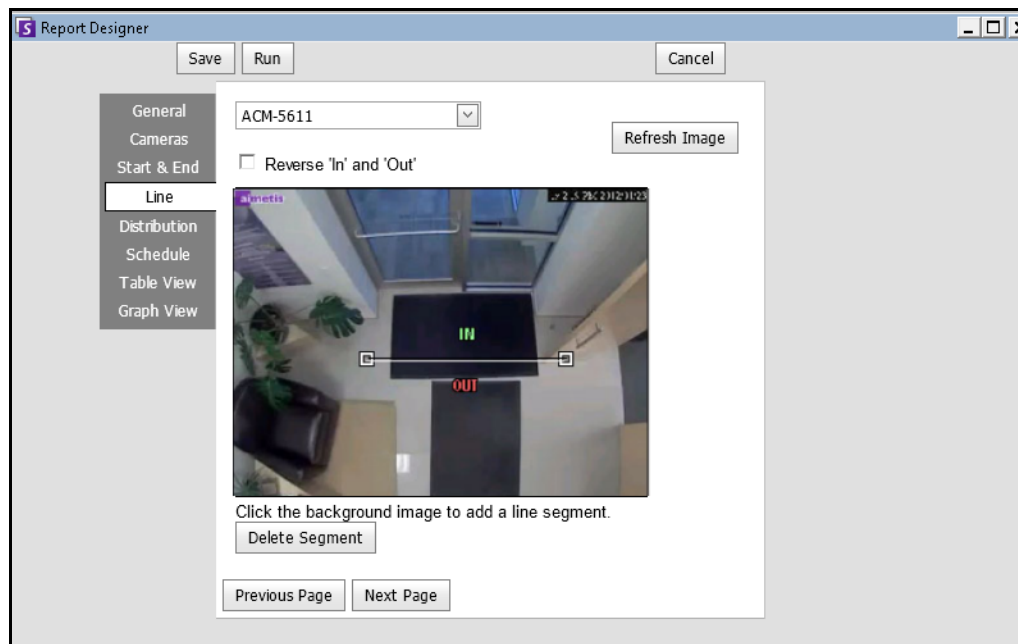 Report Designer
Save Run Cancel
General
Cameras
Start & End
Line
Distribution
Schedule
Table View
Graph View
ACM-5611
Refresh Image
Reverse 'In' and 'Out'
aimetis
IN
OUT
Click the background image to add a line segment.
Delete Segment
Previous Page Next Page